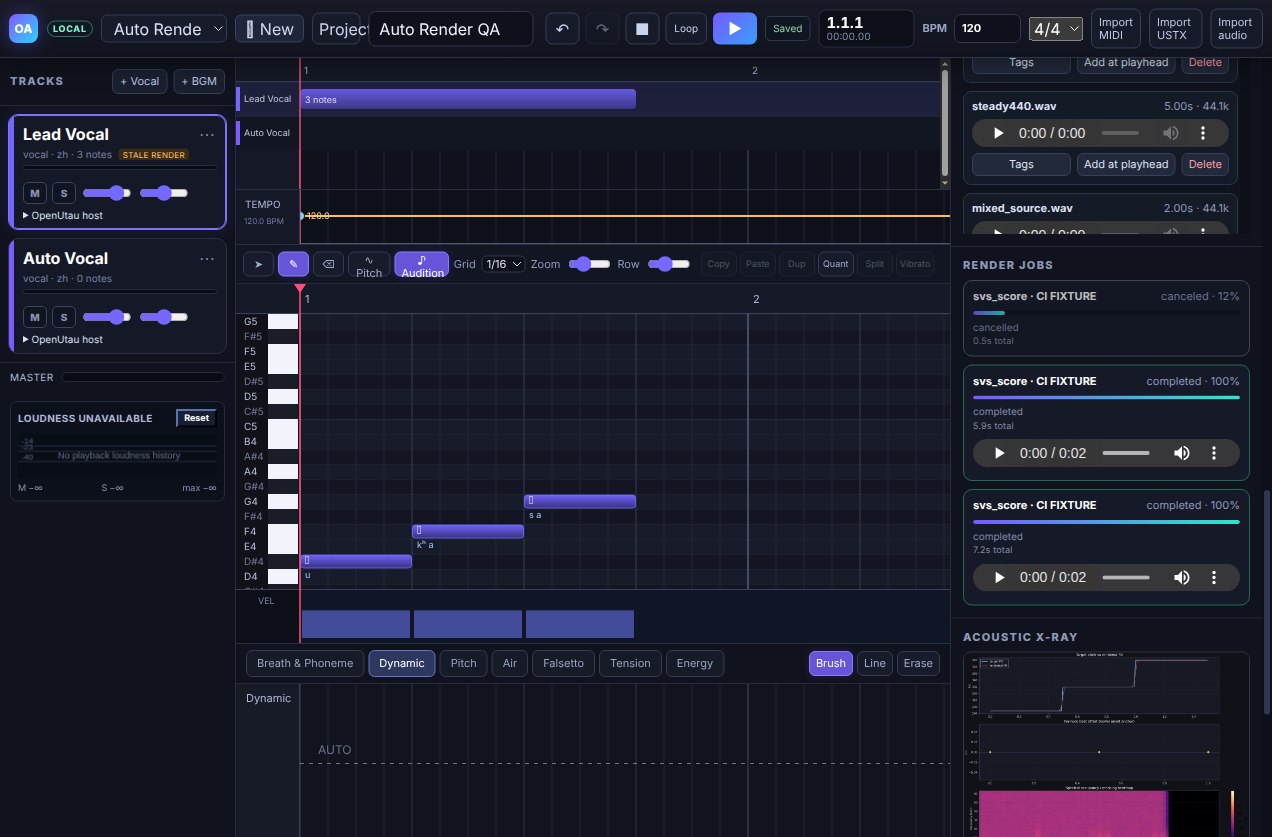 OA LOCAL Auto Rende New Project Auto Render QA Loop Saved 1.1.1 00:00.00 BPM 120 4/4 Import MIDI Import USTX Import audio
TRACKS + Vocal + BGM
Lead Vocal ...
vocal · zh · 3 notes STALE RENDER
M S
OpenUtau host
Auto Vocal ...
vocal · zh · 0 notes
M S
OpenUtau host
MASTER
LOUDNESS UNAVAILABLE Reset
-14
-23
-40
No playback loudness history
M −∞ S −∞ max −∞
1 2
Lead Vocal 3 notes
Auto Vocal
TEMPO
120.0 BPM 120.0
Pitch Audition Grid 1/16 Zoom Row Copy Paste Dup Quant Split Vibrato
1 2
G5
F#5
F5
E5
D#5
D5
C#5
C5
B4
A#4
A4
G#4
G4
F#4 s a
F4
E4 kʰ a
D#4
D4 u
VEL
Breath & Phoneme Dynamic Pitch Air Falsetto Tension Energy Brush Line Erase
Dynamic
AUTO
Tags Add at playhead Delete
steady440.wav 5.00s · 44.1k
0:00 / 0:00
Tags Add at playhead Delete
mixed_source.wav 2.00s · 44.1k
RENDER JOBS
svs_score · CI FIXTURE canceled · 12%
cancelled
0.5s total
svs_score · CI FIXTURE completed · 100%
completed
5.9s total
0:00 / 0:02
svs_score · CI FIXTURE completed · 100%
completed
7.2s total
0:00 / 0:02
ACOUSTIC X-RAY